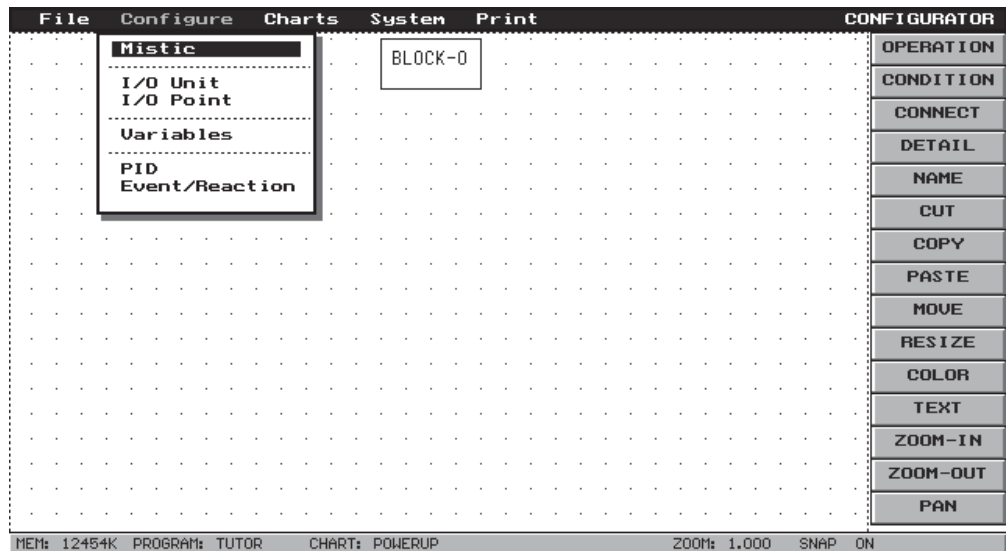 File Configure Charts System Print CONFIGURATOR
Mistic
I/O Unit
I/O Point
Variables
PID
Event/Reaction
BLOCK-0
OPERATION
CONDITION
CONNECT
DETAIL
NAME
CUT
COPY
PASTE
MOVE
RESIZE
COLOR
TEXT
ZOOM-IN
ZOOM-OUT
PAN
MEM: 12454K PROGRAM: TUTOR CHART: POWERUP ZOOM: 1.000 SNAP ON